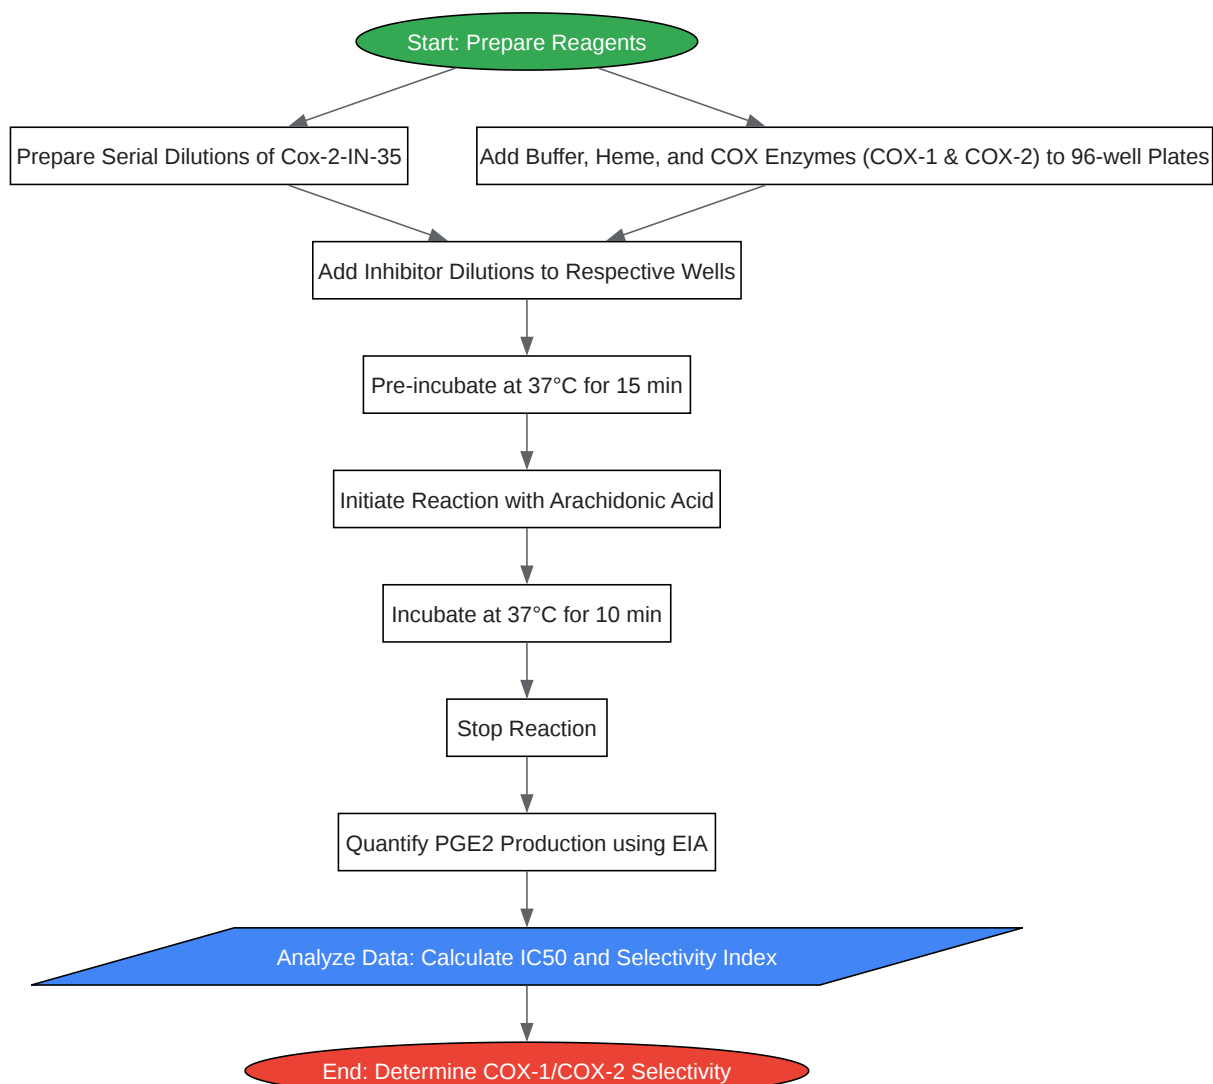 Start: Prepare Reagents
Prepare Serial Dilutions of Cox-2-IN-35
Add Buffer, Heme, and COX Enzymes (COX-1 & COX-2) to 96-well Plates
Add Inhibitor Dilutions to Respective Wells
Pre-incubate at 37°C for 15 min
Initiate Reaction with Arachidonic Acid
Incubate at 37°C for 10 min
Stop Reaction
Quantify PGE2 Production using EIA
Analyze Data: Calculate IC50 and Selectivity Index
End: Determine COX-1/COX-2 Selectivity